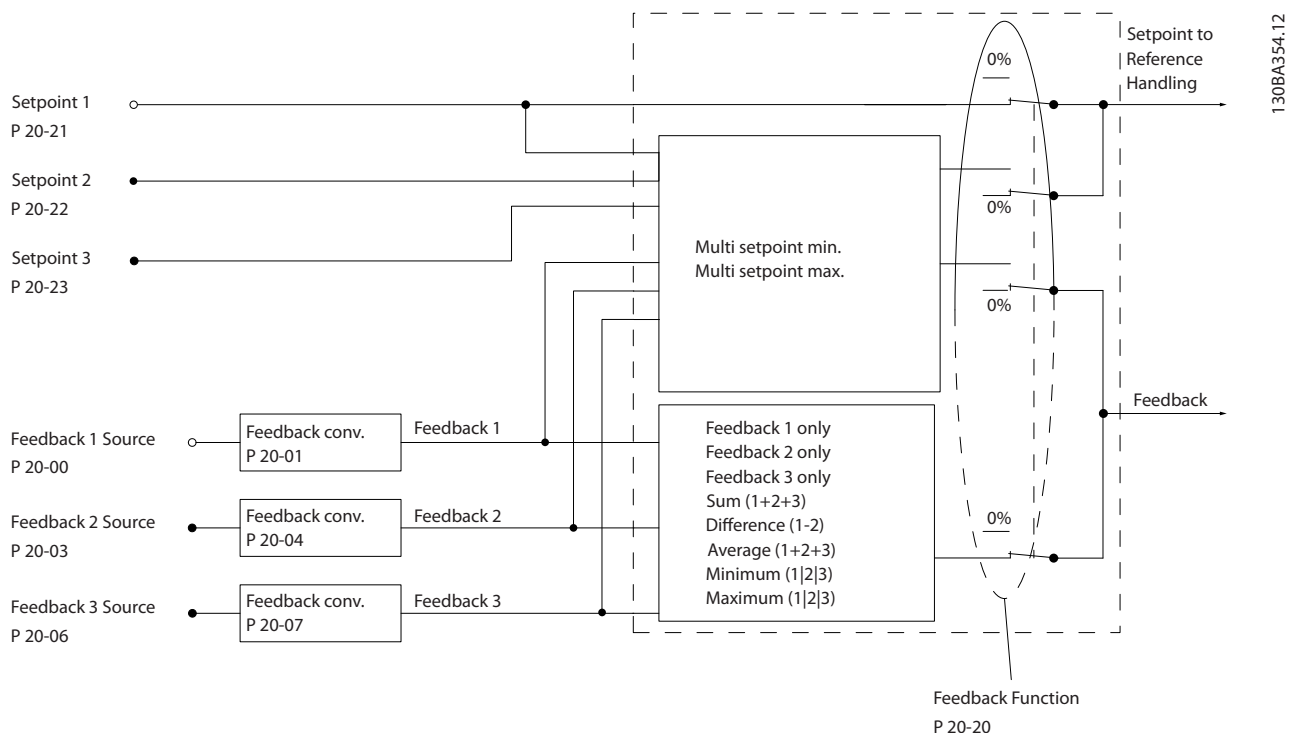 130BA354.12
Setpoint to
Reference
Handling
0%
Setpoint 1
P 20-21
Setpoint 2
P 20-22
0%
Setpoint 3
P 20-23
Multi setpoint min.
Multi setpoint max.
0%
Feedback
Feedback 1 Source
P 20-00
Feedback conv.
P 20-01
Feedback 1
Feedback 2 Source
P 20-03
Feedback conv.
P 20-04
Feedback 2
Feedback 3 Source
P 20-06
Feedback conv.
P 20-07
Feedback 3
Feedback 1 only
Feedback 2 only
Feedback 3 only
Sum (1+2+3)
Difference (1-2)
Average (1+2+3)
Minimum (1|2|3)
Maximum (1|2|3)
0%
Feedback Function
P 20-20